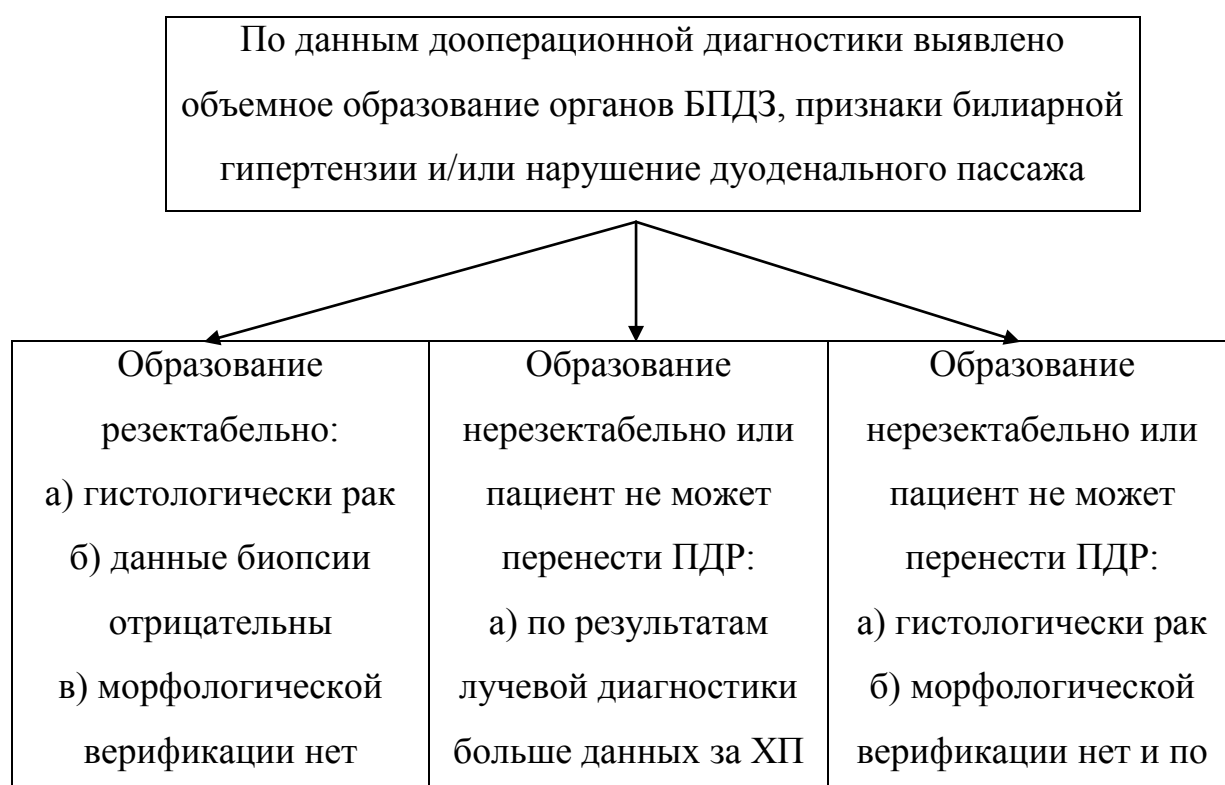 По данным дооперационной диагностики выявлено
объемное образование органов БПДЗ, признаки билиарной
гипертензии и/или нарушение дуоденального пассажа
Образование
резектабельно:
а) гистологически рак
б) данные биопсии
отрицательны
в) морфологической
верификации нет
Образование
нерезектабельно или
пациент не может
перенести ПДР:
а) по результатам
лучевой диагностики
больше данных за ХП
Образование
нерезектабельно или
пациент не может
перенести ПДР:
а) гистологически рак
б) морфологической
верификации нет и по